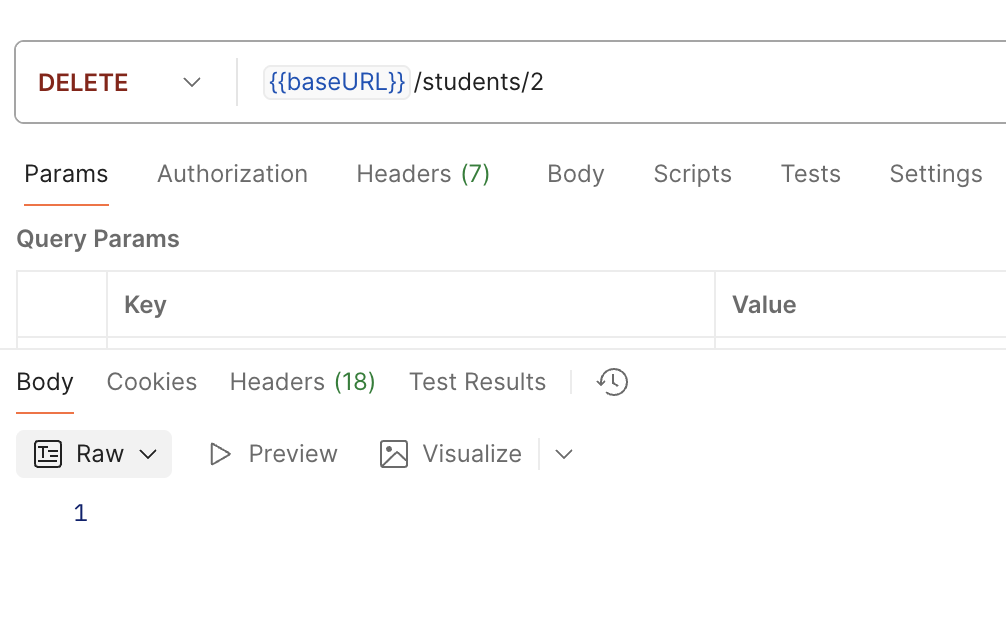 DELETE {{baseURL}}/students/2
Params Authorization Headers (7) Body Scripts Tests Settings
Query Params
Key Value
Body Cookies Headers (18) Test Results
Raw Preview Visualize
1